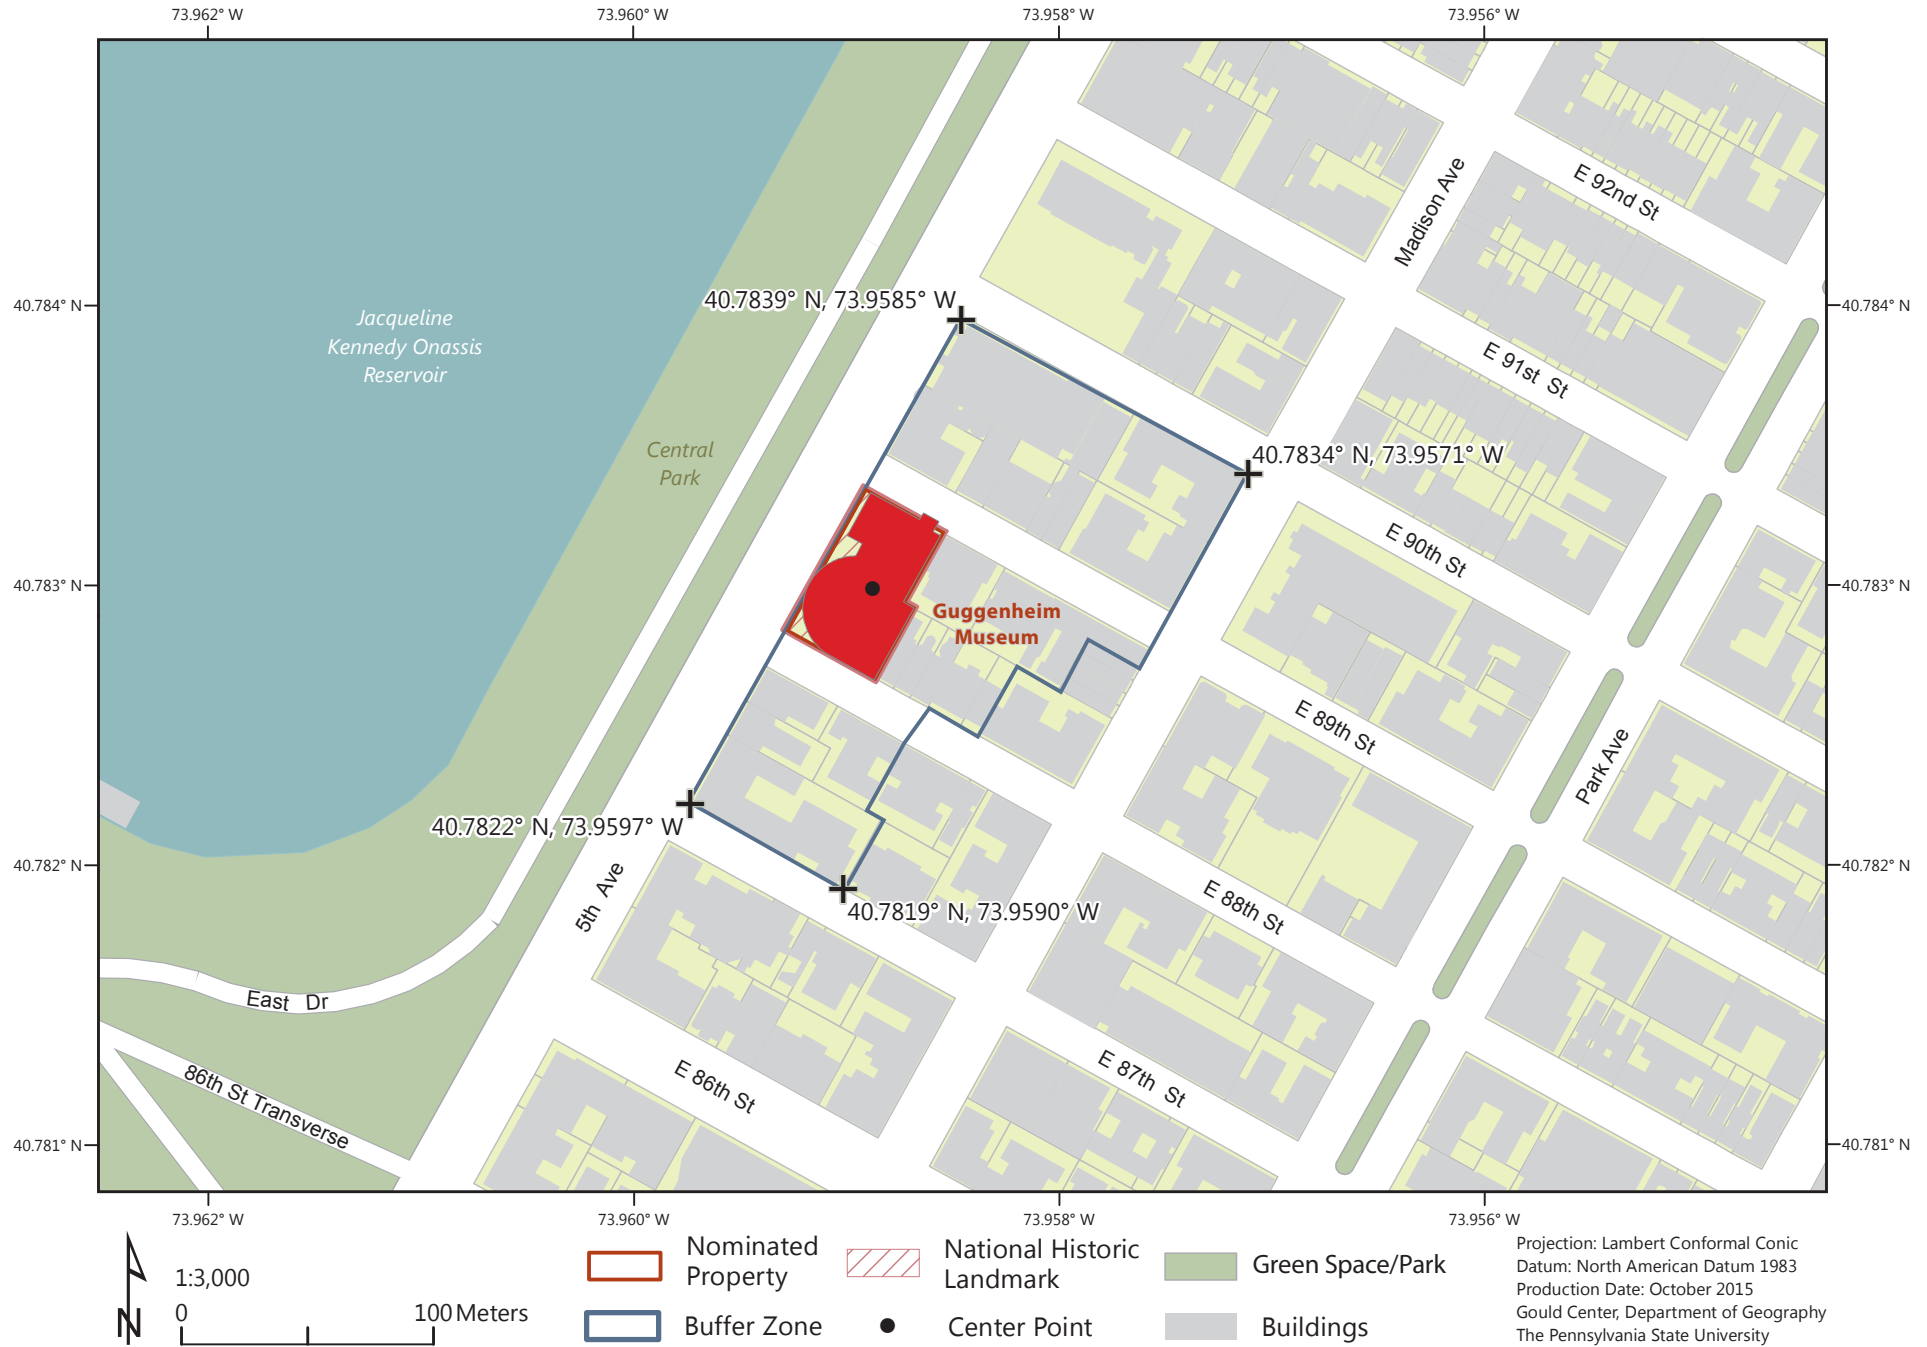 73.962° W
73.960° W
73.958° W
73.956° W
E 92nd St
Madison Ave
40.784° N
40.7839° N, 73.9585° W
40.784° N
Jacqueline
Kennedy Onassis
Reservoir
E 91st St
Central
Park
40.7834° N, 73.9571° W
E 90th St
40.783° N
40.783° N
Guggenheim
Museum
E 89th St
Park Ave
40.7822° N, 73.9597° W
40.782° N
40.782° N
5th Ave
40.7819° N, 73.9590° W
E 88th St
East Dr
E 86th St
E 87th St
86th St Transverse
40.781° N
40.781° N
73.962° W
73.960° W
73.958° W
73.956° W
N
1:3,000
0
100 Meters
Nominated
Property
Buffer Zone
National Historic
Landmark
Center Point
Green Space/Park
Buildings
Projection: Lambert Conformal Conic
Datum: North American Datum 1983
Production Date: October 2015
Gould Center, Department of Geography
The Pennsylvania State University